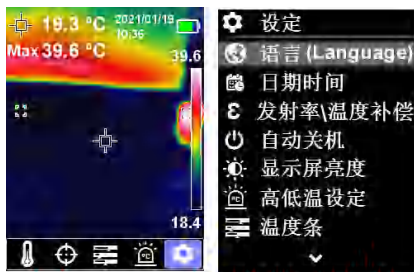 19.3 °C 2021/01/19
10:36
Max 39.6 °C 39.6
18.4
设定
语言 (Language)
日期时间
发射率\温度补偿
自动关机
显示屏亮度
高低温设定
温度条